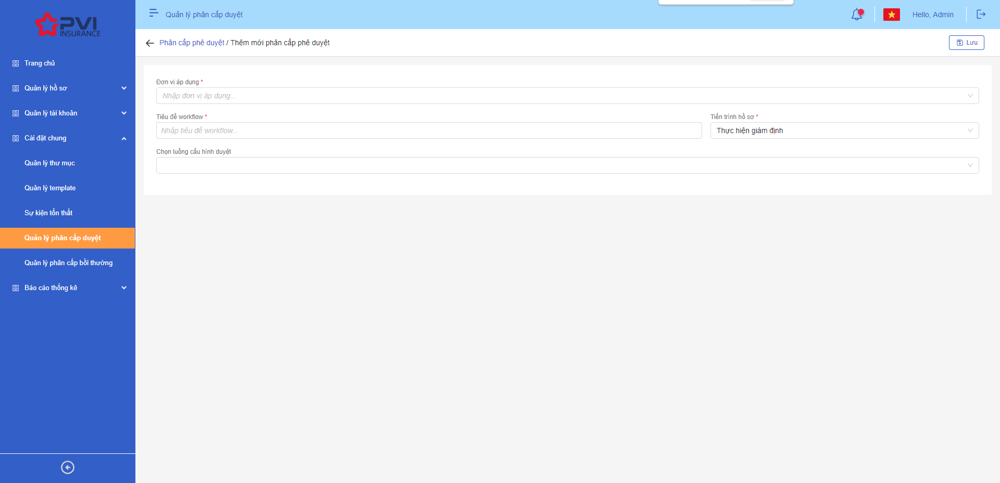 PVI
INSURANCE
Trang chủ
Quản lý hồ sơ
Quản lý tài khoản
Cài đặt chung
Quản lý thư mục
Quản lý template
Sự kiện tổn thất
Quản lý phân cấp duyệt
Quản lý phân cấp bồi thường
Báo cáo thống kê
Quản lý phân cấp duyệt
Hello, Admin
Phân cấp phê duyệt / Thêm mới phân cấp phê duyệt
Lưu
Đơn vị áp dụng *
Nhập đơn vị áp dụng...
Tiêu đề workflow *
Nhập tiêu đề workflow...
Tiến trình hồ sơ *
Thực hiện giám định
Chọn luồng cấu hình duyệt